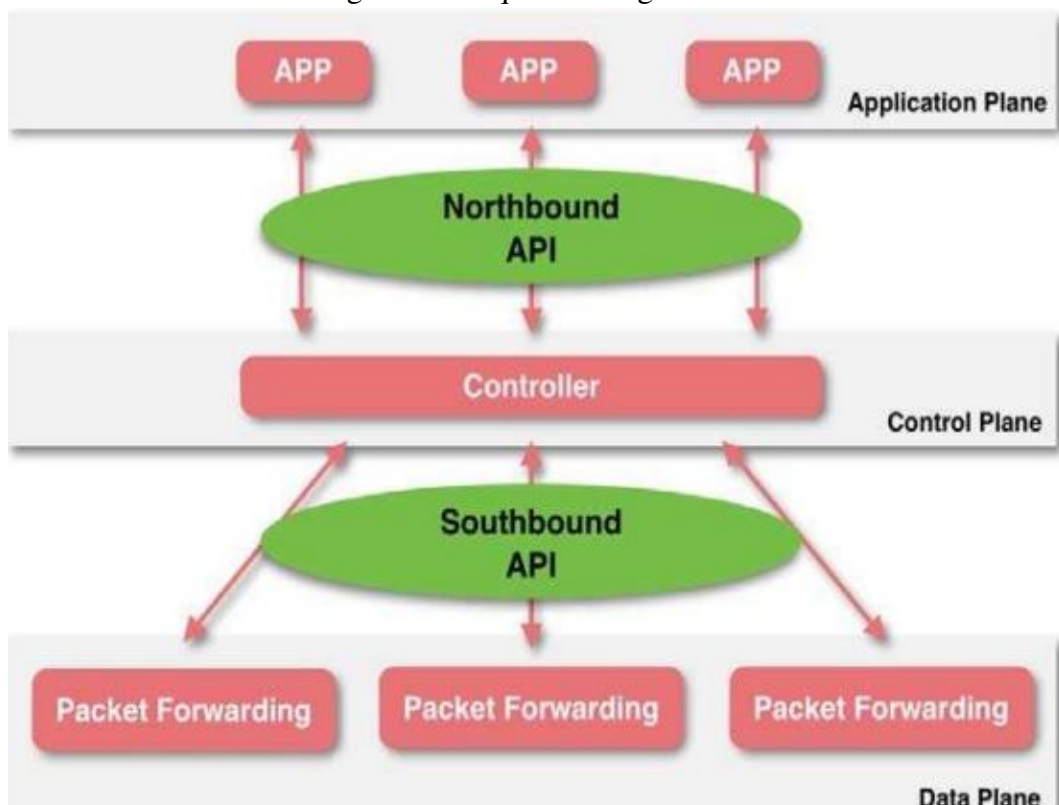 APP APP APP
Application Plane
Northbound
API
Controller
Control Plane
Southbound
API
Packet Forwarding Packet Forwarding Packet Forwarding
Data Plane